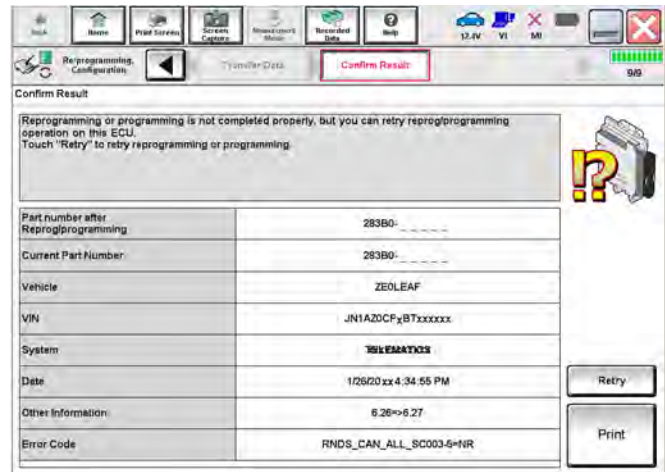 Back Home Print Screen Screen Capture Measurement Mode Recorded Data Help 12.4V VI MI
Re/programming, Configuration Transfer Data Confirm Result 9/9
Confirm Result
Reprogramming or programming is not completed properly, but you can retry reprog/programming
operation on this ECU.
Touch "Retry" to retry reprogramming or programming.
!?
Part number after Reprog/programming 283B0-_ _ _ _ _
Current Part Number 283B0-_ _ _ _ _
Vehicle ZE0LEAF
VIN JN1AZ0CPxBTxxxxxx
System
Date 1/26/20xx 4:34:55 PM
Retry
Other Information 6.26=>6.27
Error Code RNDS_CAN_ALL_SC003-5=NR
Print